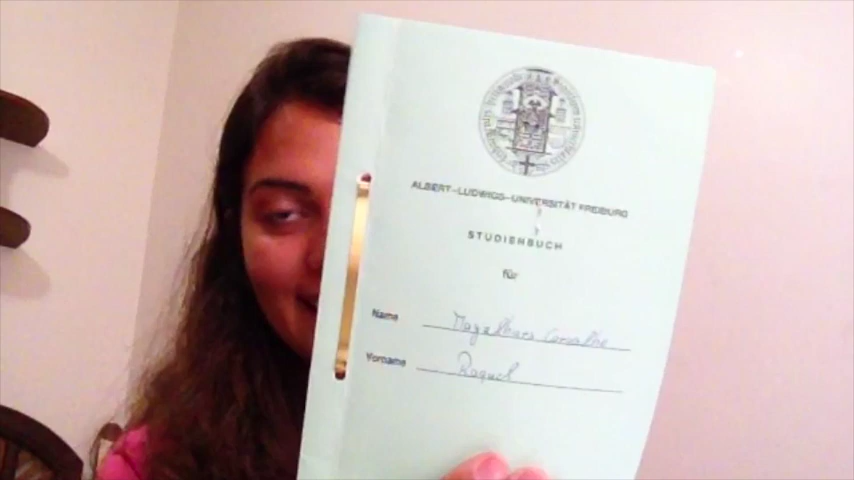 ALBERT-LUDWIGS-UNIVERSITÄT FREIBURG
STUDIENBUCH
für
Name Magalhaes Carvalho
Vorname Raquel